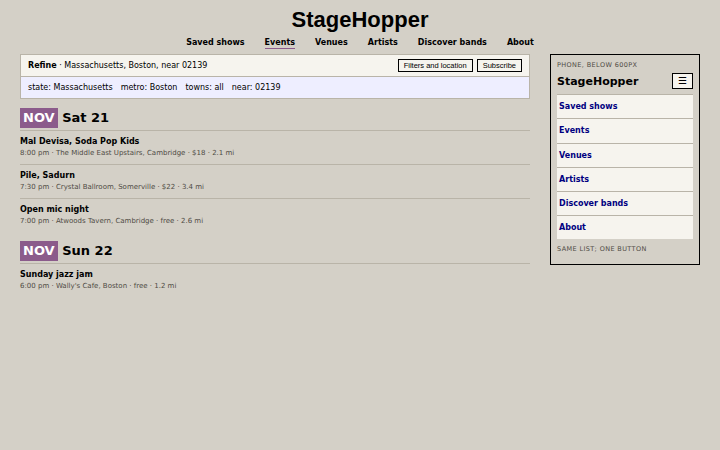 StageHopper
Saved shows Events Venues Artists Discover bands About
Refine · Massachusetts, Boston, near 02139 Filters and location Subscribe
state: Massachusetts metro: Boston towns: all near: 02139
NOV Sat 21
Mal Devisa, Soda Pop Kids
8:00 pm · The Middle East Upstairs, Cambridge · $18 · 2.1 mi
Pile, Sadurn
7:30 pm · Crystal Ballroom, Somerville · $22 · 3.4 mi
Open mic night
7:00 pm · Atwoods Tavern, Cambridge · free · 2.6 mi
NOV Sun 22
Sunday jazz jam
6:00 pm · Wally's Cafe, Boston · free · 1.2 mi
PHONE, BELOW 600PX
StageHopper ☰
Saved shows
Events
Venues
Artists
Discover bands
About
SAME LIST; ONE BUTTON